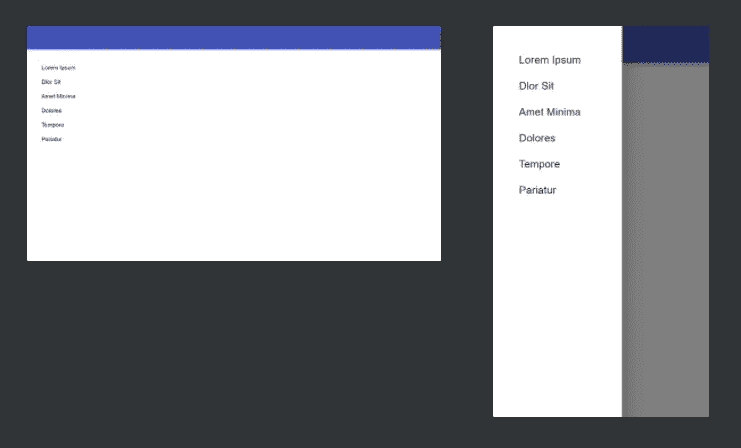 Lorem Ipsum
Dlor Sit
Amet Minima
Dolores
Tempore
Pariatur
Lorem Ipsum
Dlor Sit
Amet Minima
Dolores
Tempore
Pariatur